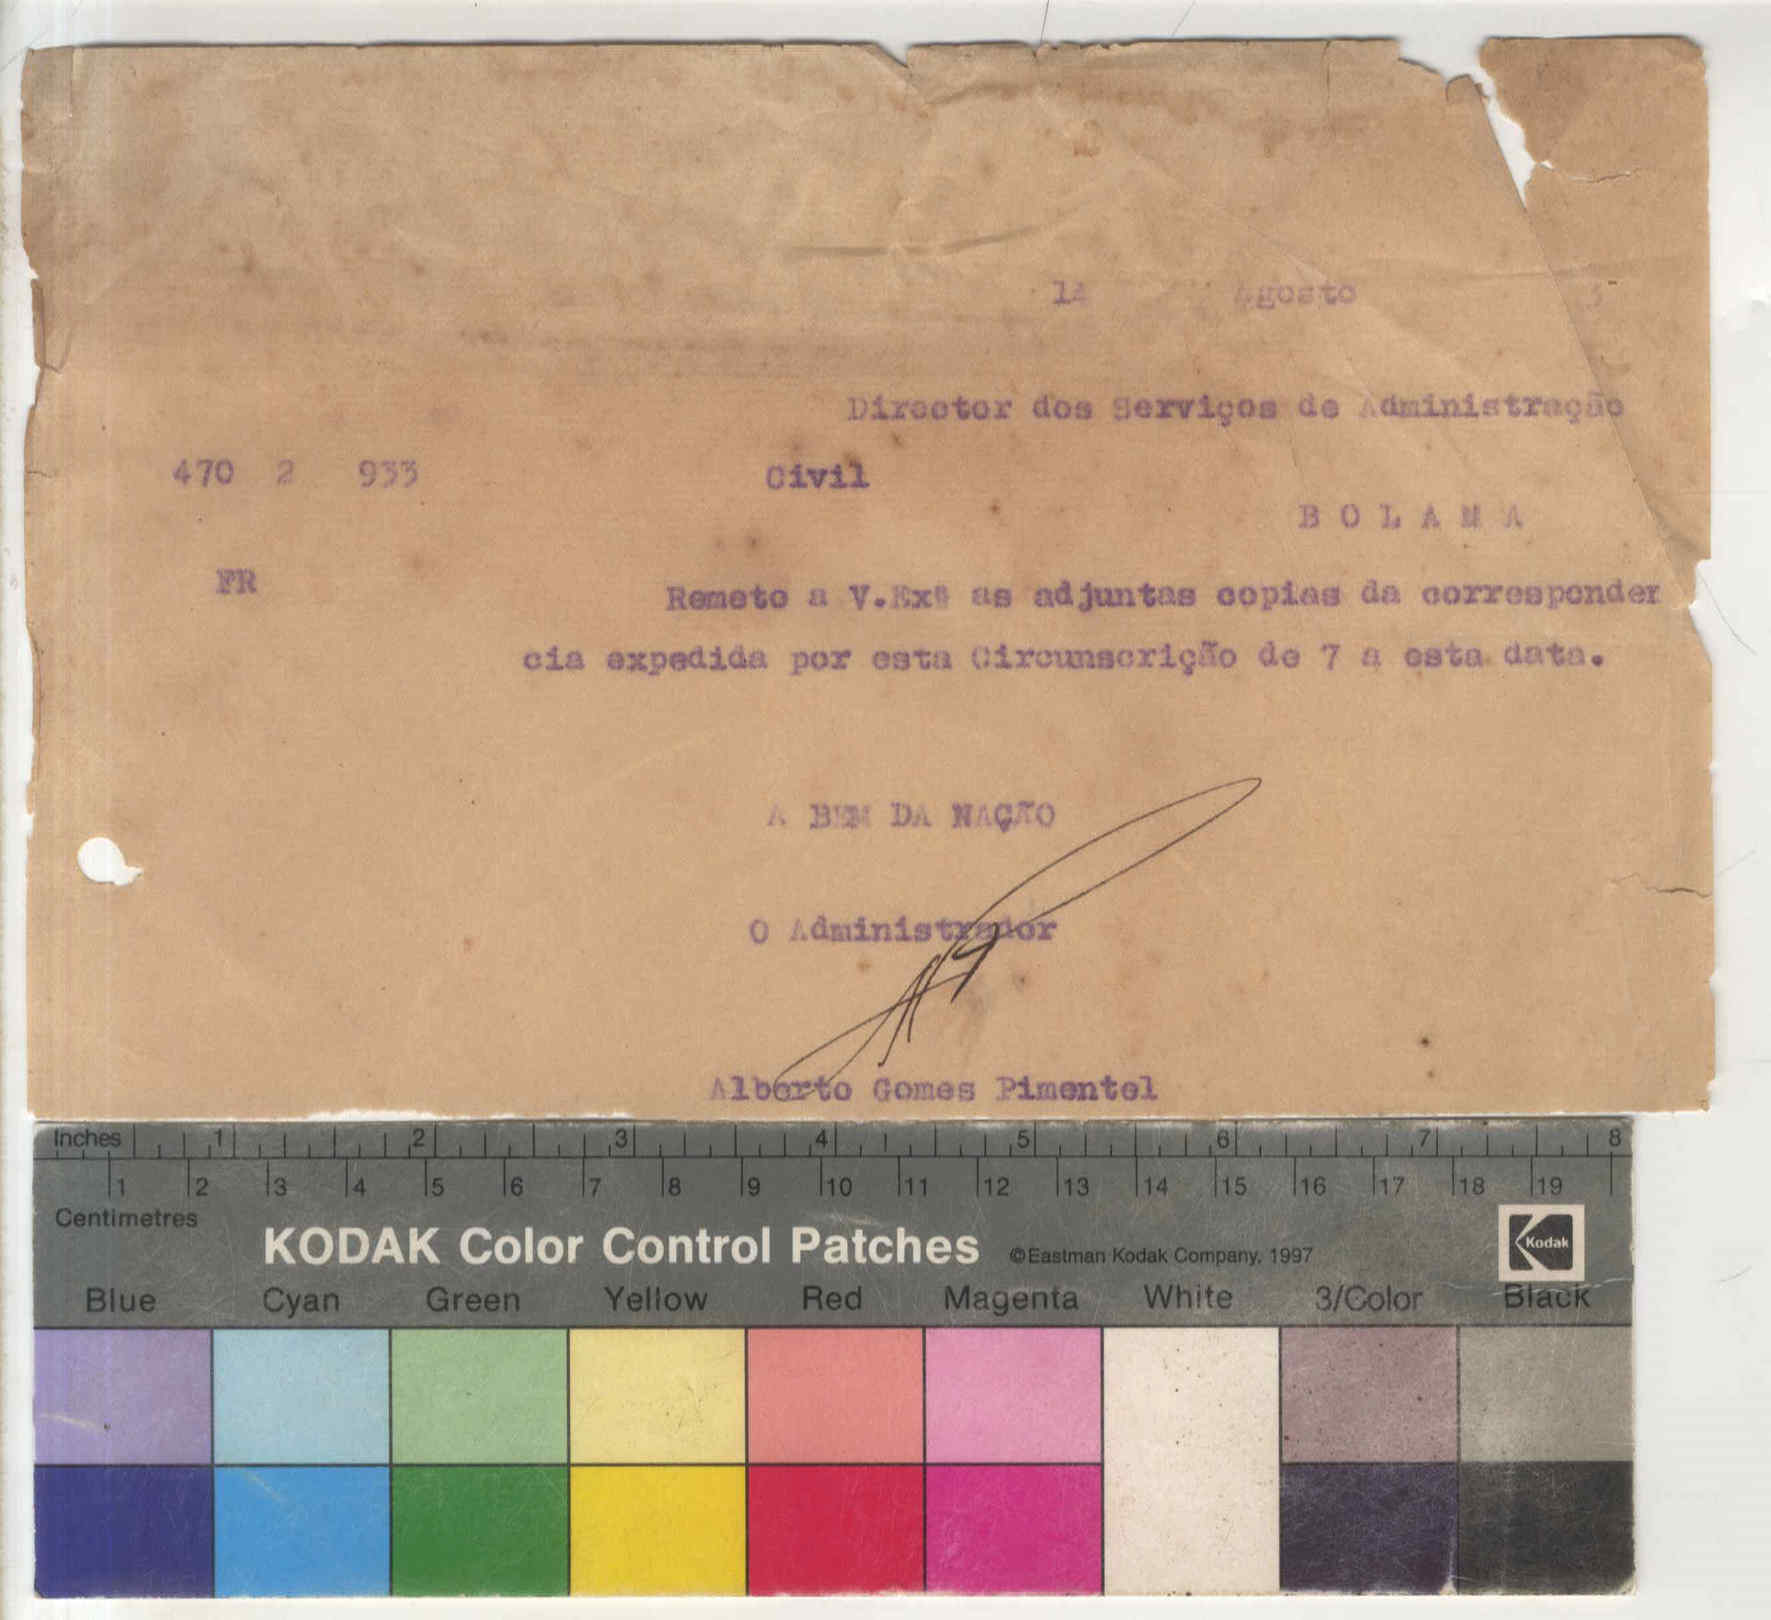 14 Agosto 3
Director dos Serviços de Administração
470 2 933 Civil
B O L A M A
FR
Remeto a V.Exª as adjuntas copias da corresponden
cia expedida por esta Circunscrição de 7 a esta data.
A BEM DA NAÇÃO
O Administrador
Alberto Gomes Pimentel
Inches 1 2 3 4 5 6 7 8
1 2 3 4 5 6 7 8 9 10 11 12 13 14 15 16 17 18 19
Centimetres
KODAK Color Control Patches ©Eastman Kodak Company, 1997 Kodak
Blue Cyan Green Yellow Red Magenta White 3/Color Black